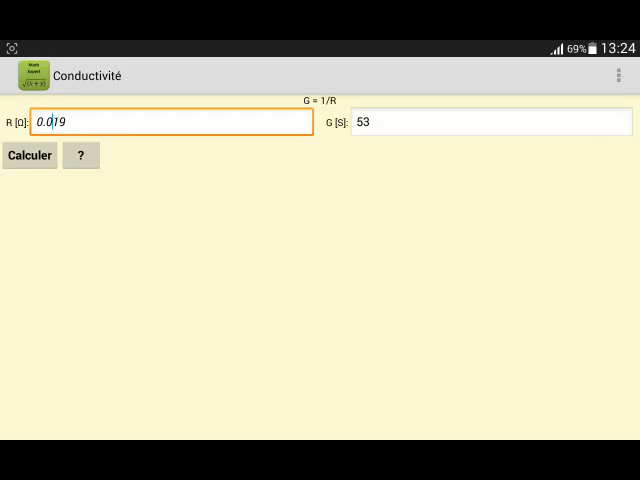 69% 13:24
Math
Expert
√(x + y)
Conductivité
G = 1/R
R [Ω]: 0.019 G [S]: 53
Calculer ?